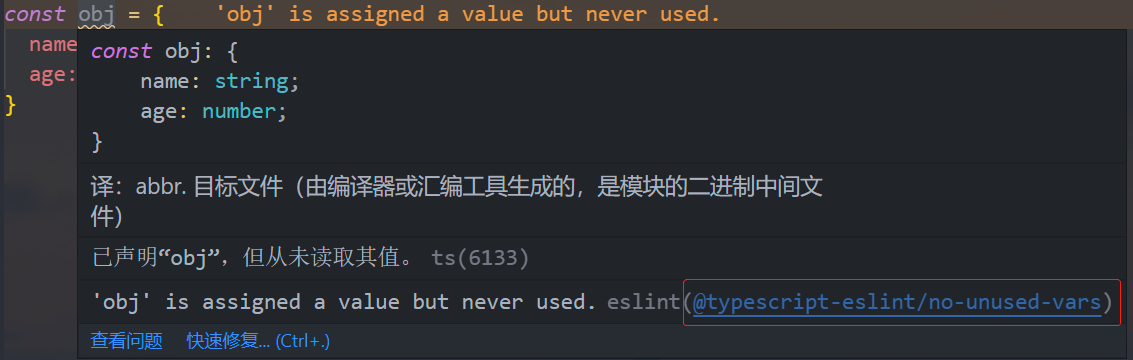 const obj = {    'obj' is assigned a value but never used.
name
age:
}
const obj: {
name: string;
age: number;
}
译：abbr. 目标文件（由编译器或汇编工具生成的，是模块的二进制中间文
件）
已声明“obj”，但从未读取其值。 ts(6133)
'obj' is assigned a value but never used. eslint(@typescript-eslint/no-unused-vars)
查看问题    快速修复... (Ctrl+.)